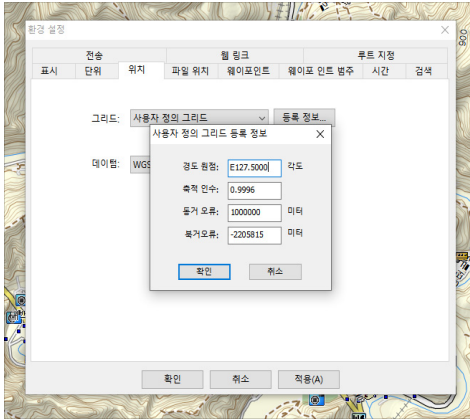 환경 설정
전송 웹 링크 루트 지정
표시 단위 위치 파일 위치 웨이포인트 웨이포 인트 범주 시간 검색
그리드: 사용자 정의 그리드 등록 정보...
사용자 정의 그리드 등록 정보
데이텀: WGS
경도 원점: E127.5000 각도
축적 인수: 0.9996
동거 오류: 1000000 미터
북거오류: -2205815 미터
확인 취소
확인 취소 적용(A)
900